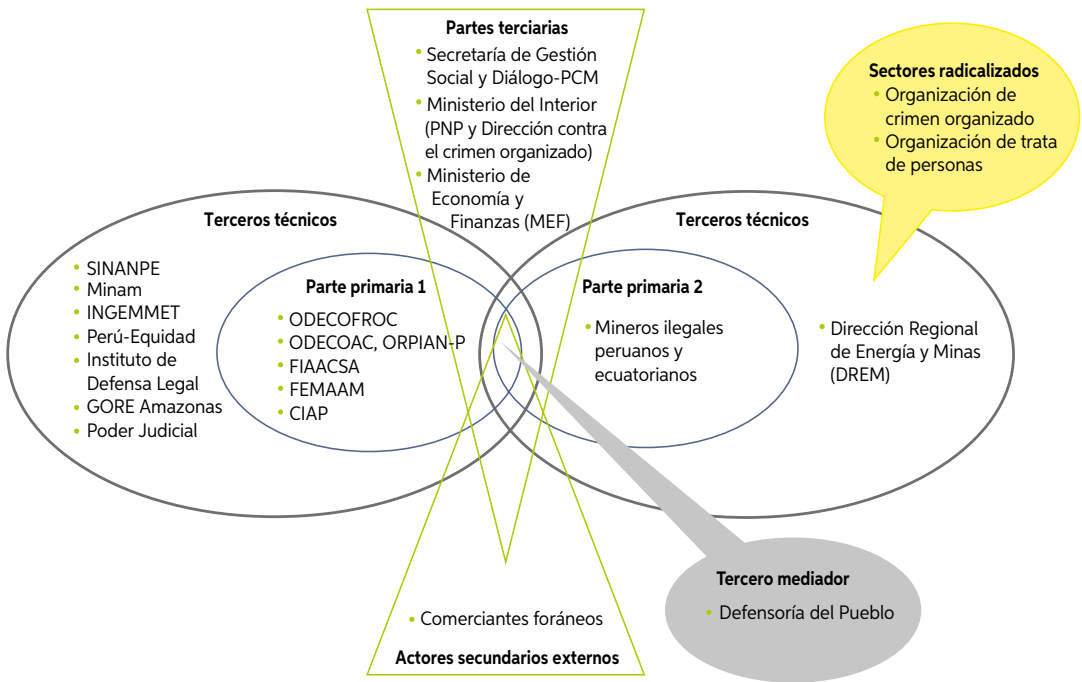 Partes terciarias
• Secretaría de Gestión
Social y Diálogo-PCM
• Ministerio del Interior
(PNP y Dirección contra
el crimen organizado)
• Ministerio de
Economía y
Finanzas (MEF)
Sectores radicalizados
• Organización de
crimen organizado
• Organización de trata
de personas
Terceros técnicos
• SINANPE
• Minam
• INGEMMET
• Perú-Equidad
• Instituto de
Defensa Legal
• GORE Amazonas
• Poder Judicial
Parte primaria 1
• ODECOFROC
• ODECOAC, ORPIAN-P
• FIAACSA
• FEMAAM
• CIAP
Terceros técnicos
Parte primaria 2
• Mineros ilegales
peruanos y
ecuatorianos
• Dirección Regional
de Energía y Minas
(DREM)
Tercero mediador
• Defensoría del Pueblo
• Comerciantes foráneos
Actores secundarios externos